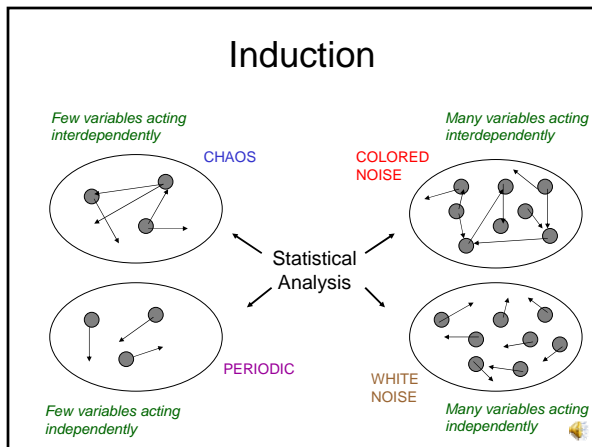 Induction
Few variables acting
interdependently
Many variables acting
interdependently
CHAOS
COLORED
NOISE
Statistical
Analysis
PERIODIC
WHITE
NOISE
Few variables acting
independently
Many variables acting
independently